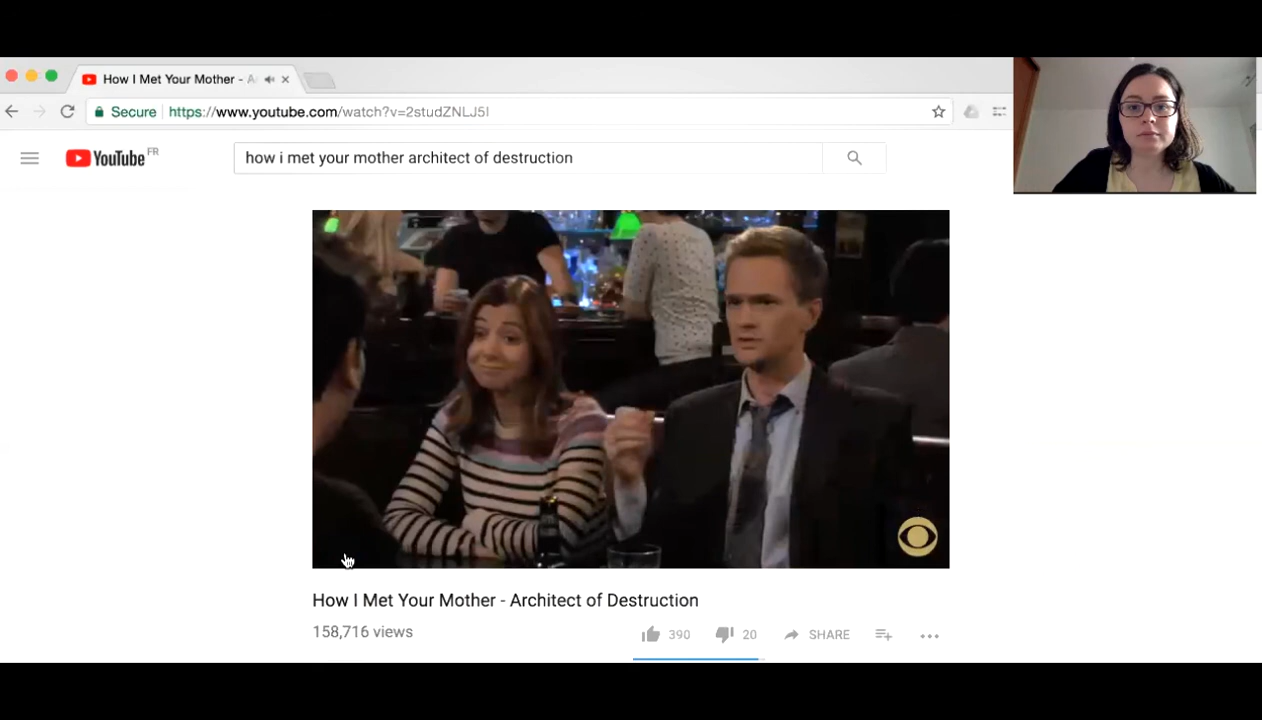 How I Met Your Mother - A
Secure https://www.youtube.com/watch?v=2studZNLJ5I
YouTube FR
how i met your mother architect of destruction
How I Met Your Mother - Architect of Destruction
158,716 views
390 20 SHARE